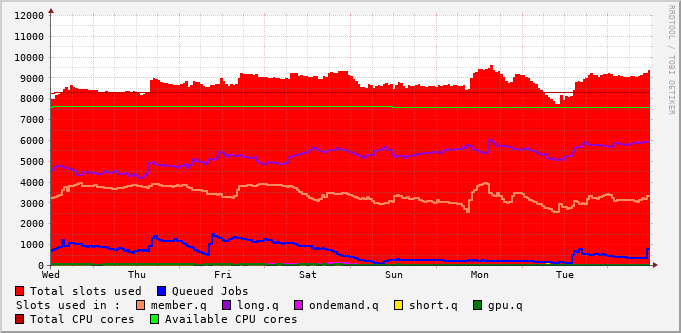 12000
11000
10000
9000
8000
7000
6000
5000
4000
3000
2000
1000
0
Wed Thu Fri Sat Sun Mon Tue
RRDTOOL / TOBI OETIKER
Total slots used Queued Jobs
Slots used in : member.q long.q ondemand.q short.q gpu.q
Total CPU cores Available CPU cores